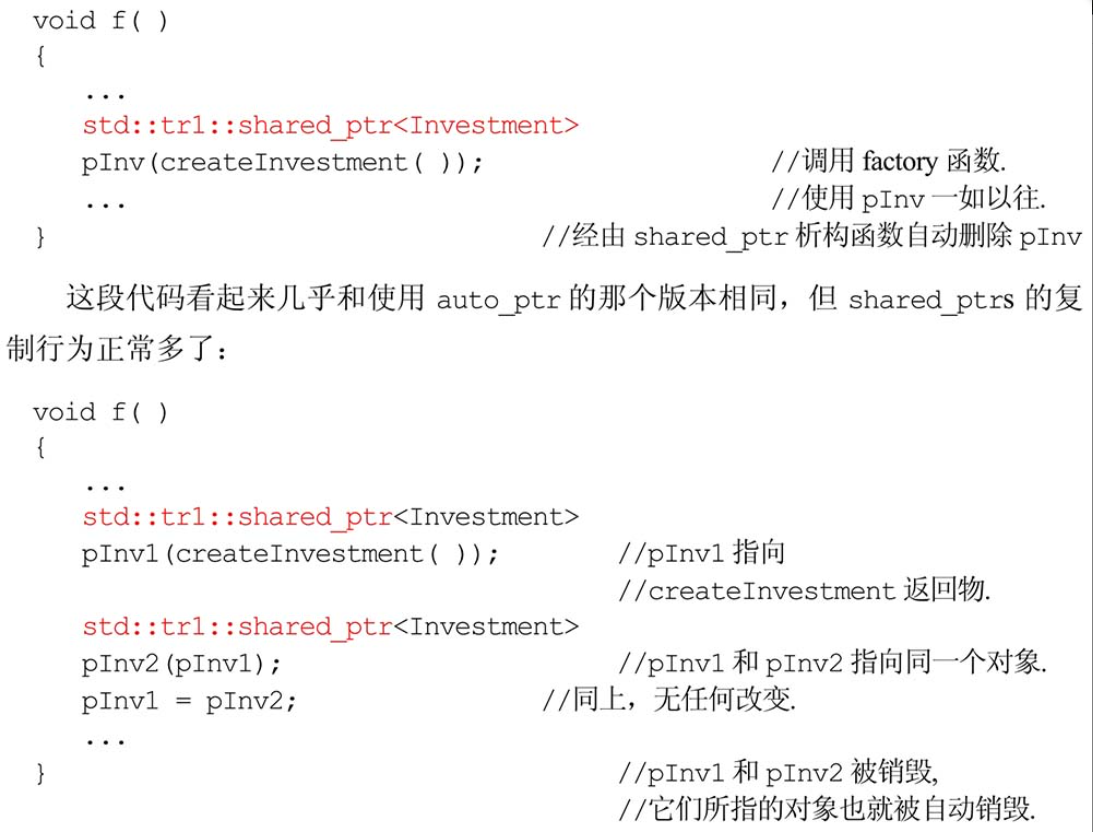 void f( )
{
...
std::tr1::shared_ptr<Investment>
pInv(createInvestment( )); //调用 factory 函数.
... //使用 pInv 一如以往.
} //经由 shared_ptr 析构函数自动删除 pInv
这段代码看起来几乎和使用 auto_ptr 的那个版本相同，但 shared_ptrs 的复
制行为正常多了：
void f( )
{
...
std::tr1::shared_ptr<Investment>
pInv1(createInvestment( )); //pInv1 指向
//createInvestment 返回物.
std::tr1::shared_ptr<Investment>
pInv2(pInv1); //pInv1 和 pInv2 指向同一个对象.
pInv1 = pInv2; //同上，无任何改变.
...
} //pInv1 和 pInv2 被销毁,
//它们所指的对象也就被自动销毁.